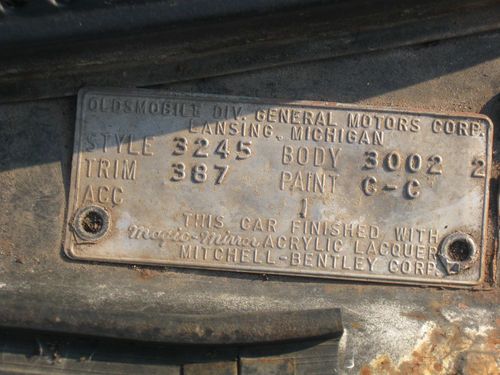 OLDSMOBILE DIV. GENERAL MOTORS CORP.
LANSING, MICHIGAN
STYLE 3245 BODY 3002 2
TRIM 387 PAINT C-C
ACC 1
THIS CAR FINISHED WITH
Magic-Mirror ACRYLIC LACQUER
MITCHELL-BENTLEY CORP.